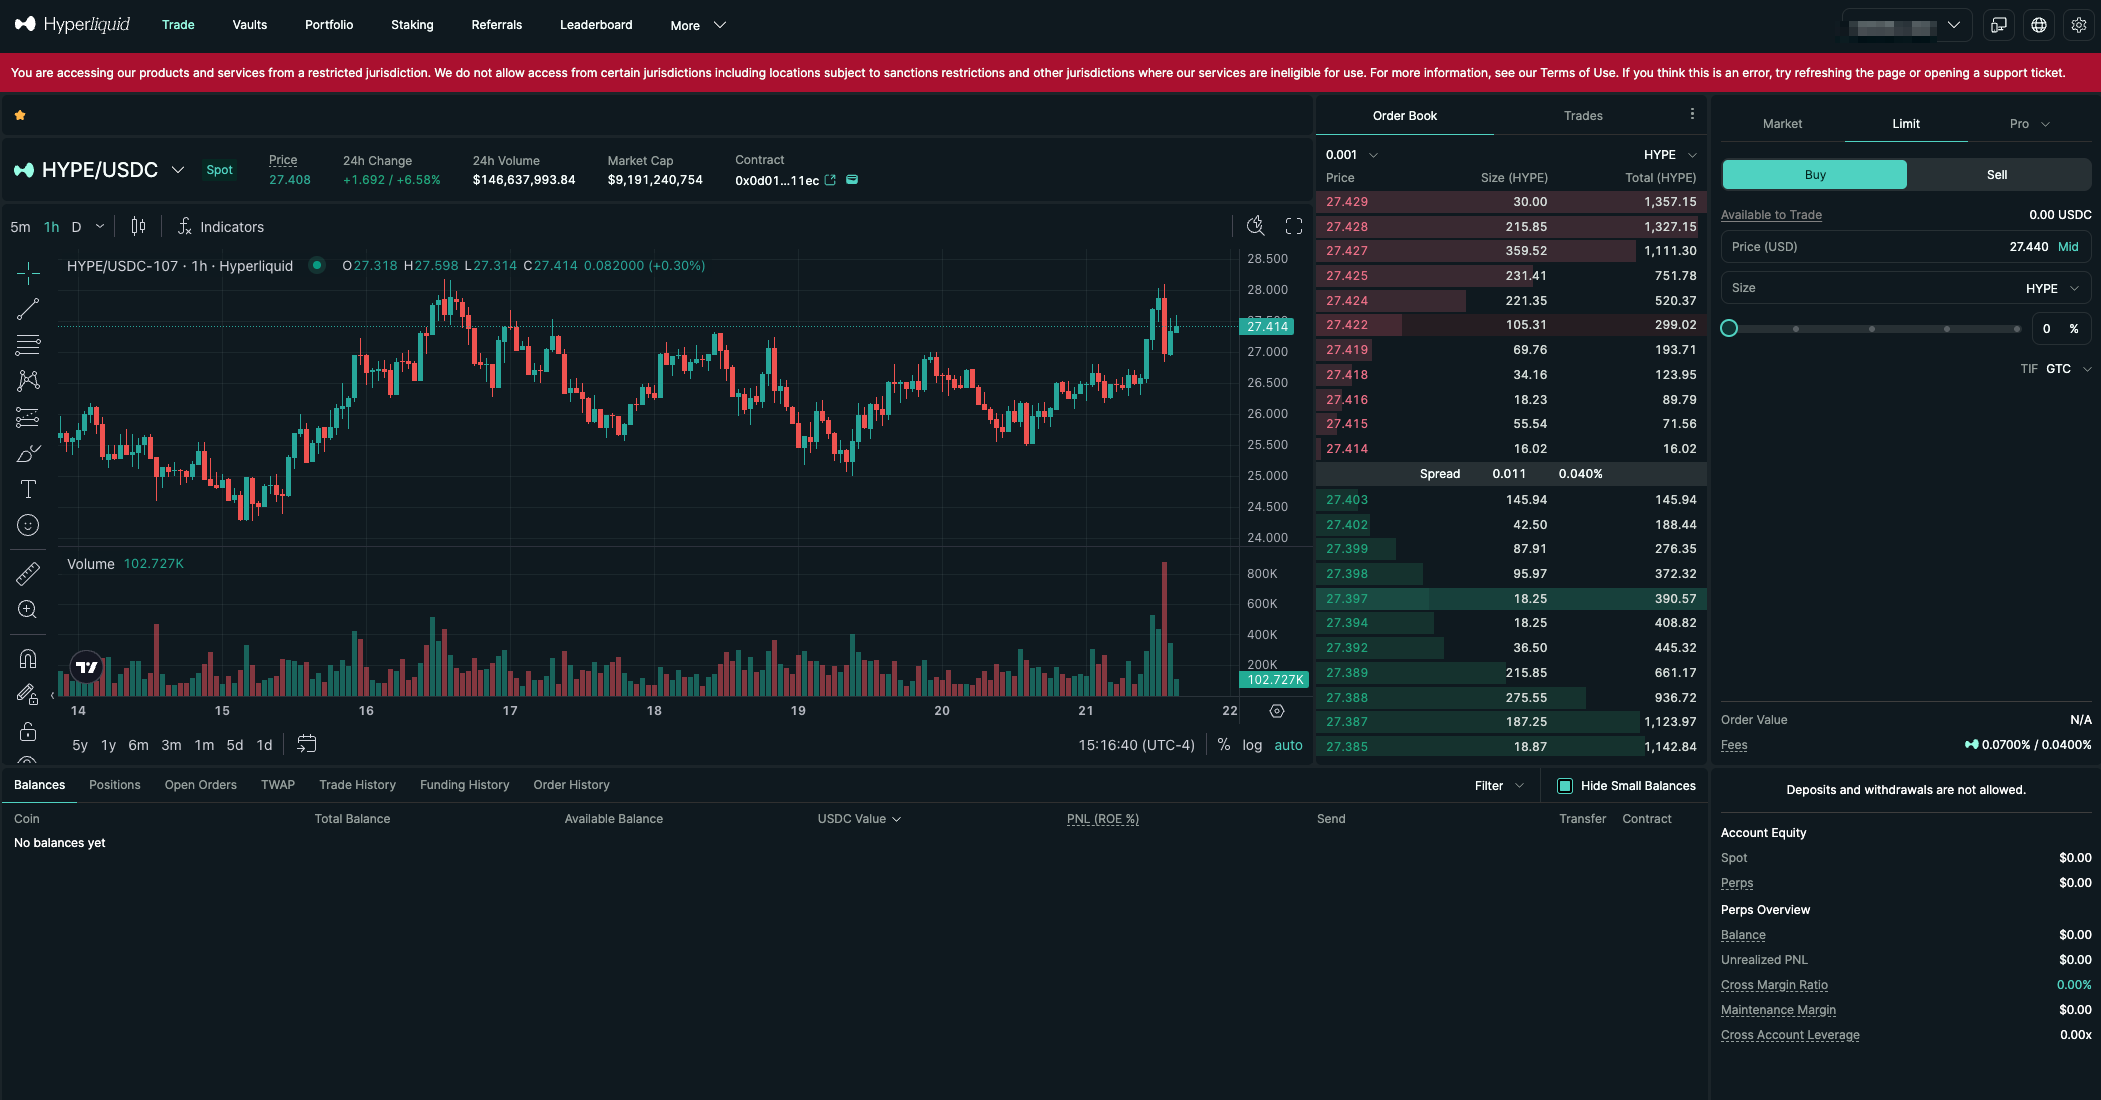 Hyperliquid Trade Vaults Portfolio Staking Referrals Leaderboard More
You are accessing our products and services from a restricted jurisdiction. We do not allow access from certain jurisdictions including locations subject to sanctions restrictions and other jurisdictions where our services are ineligible for use. For more information, see our Terms of Use. If you think this is an error, try refreshing the page or opening a support ticket.
HYPE/USDC Spot
Price
27.408
24h Change
+1.692 / +6.58%
24h Volume
$146,637,993.84
Market Cap
$9,191,240,754
Contract
0x0d01...11ec
5m 1h D Indicators
HYPE/USDC-107 · 1h · Hyperliquid O27.318 H27.598 L27.314 C27.414 0.082000 (+0.30%)
28.500
28.000
27.414
27.000
26.500
26.000
25.500
25.000
24.500
24.000
Volume 102.727K
800K
600K
400K
200K
102.727K
14 15 16 17 18 19 20 21 22
5y 1y 6m 3m 1m 5d 1d 15:16:40 (UTC-4) % log auto
Order Book Trades
0.001 HYPE
Price Size (HYPE) Total (HYPE)
27.429 30.00 1,357.15
27.428 215.85 1,327.15
27.427 359.52 1,111.30
27.425 231.41 751.78
27.424 221.35 520.37
27.422 105.31 299.02
27.419 69.76 193.71
27.418 34.16 123.95
27.416 18.23 89.79
27.415 55.54 71.56
27.414 16.02 16.02
Spread 0.011 0.040%
27.403 145.94 145.94
27.402 42.50 188.44
27.399 87.91 276.35
27.398 95.97 372.32
27.397 18.25 390.57
27.394 18.25 408.82
27.392 36.50 445.32
27.389 215.85 661.17
27.388 275.55 936.72
27.387 187.25 1,123.97
27.385 18.87 1,142.84
Market Limit Pro
Buy Sell
Available to Trade 0.00 USDC
Price (USD) 27.440 Mid
Size HYPE
0 %
TIF GTC
Order Value N/A
Fees 0.0700% / 0.0400%
Balances Positions Open Orders TWAP Trade History Funding History Order History Filter Hide Small Balances
Coin Total Balance Available Balance USDC Value PNL (ROE %) Send Transfer Contract
No balances yet
Deposits and withdrawals are not allowed.
Account Equity
Spot $0.00
Perps $0.00
Perps Overview
Balance $0.00
Unrealized PNL $0.00
Cross Margin Ratio 0.00%
Maintenance Margin $0.00
Cross Account Leverage 0.00x